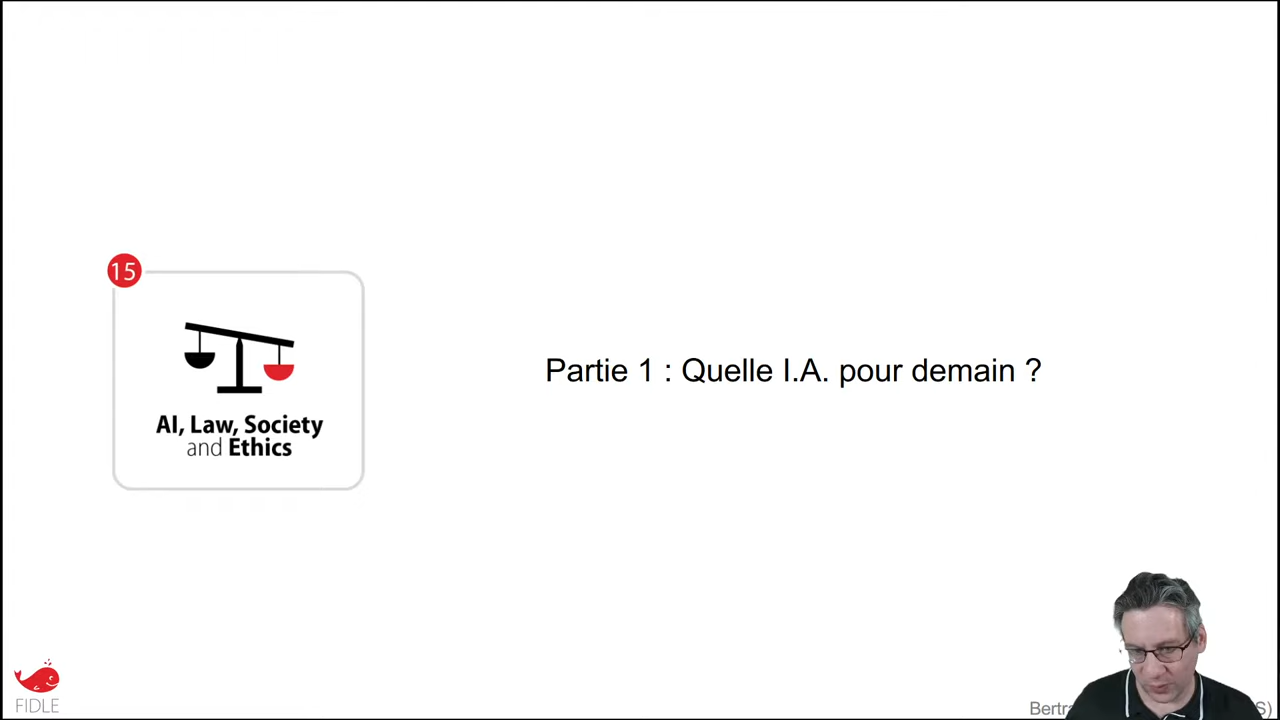 15
AI, Law, Society
and Ethics
Partie 1 : Quelle I.A. pour demain ?
FIDLE